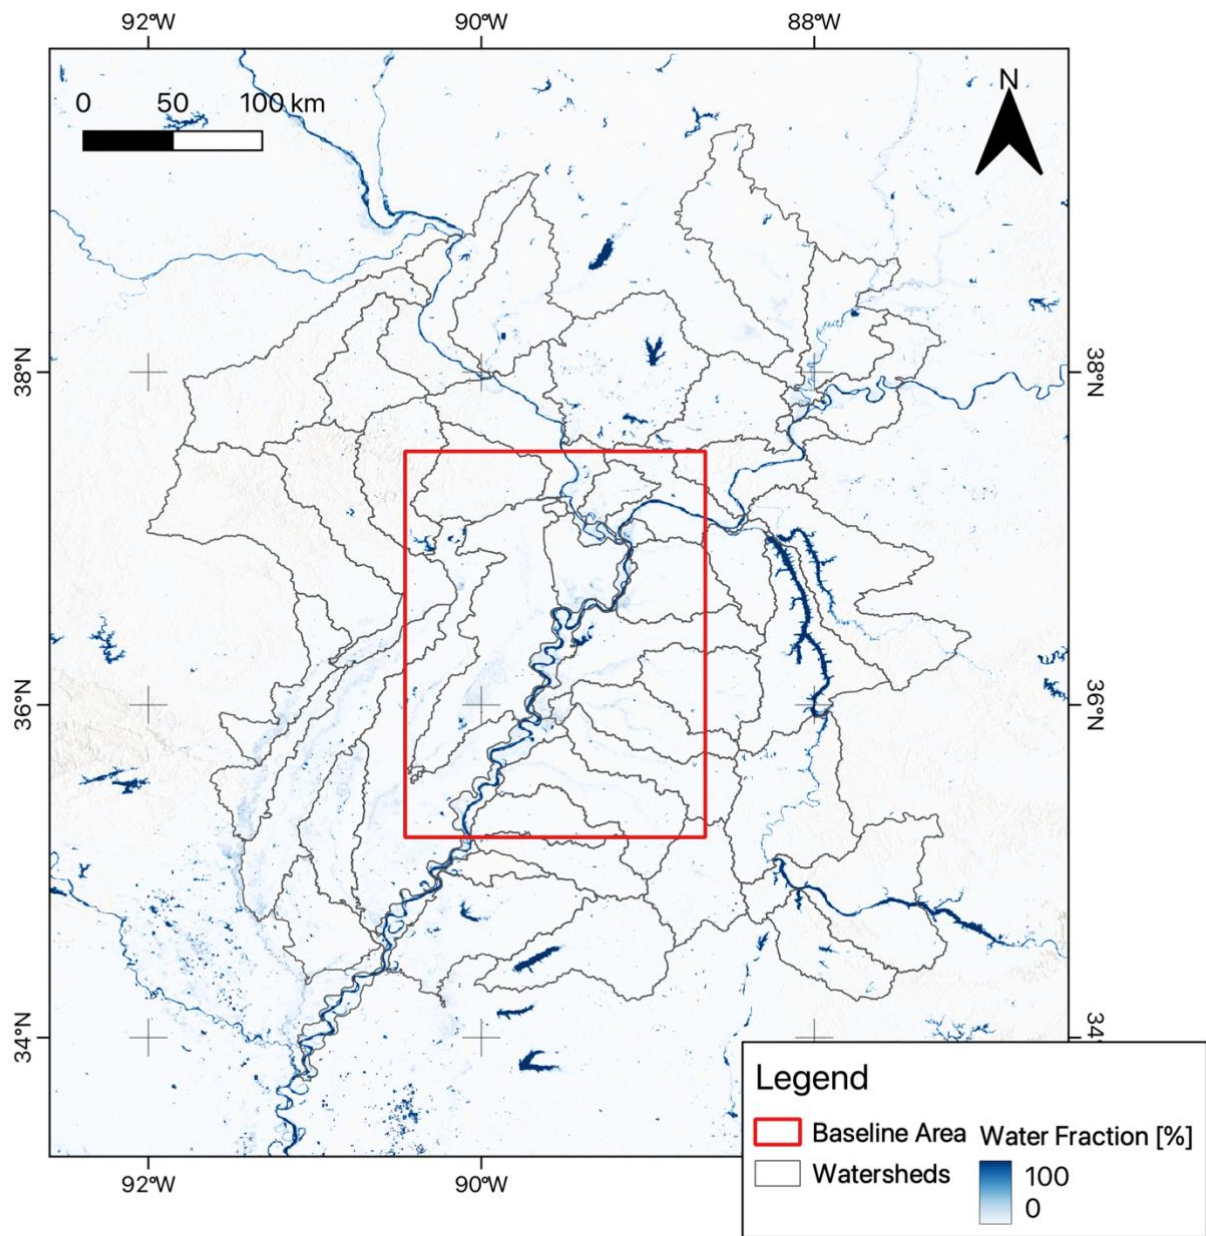 92°W 90°W 88°W
0 50 100 km
N
38°N 38°N
36°N 36°N
34°N 34°
92°W 90°W
Legend
Baseline Area
Watersheds
Water Fraction [%]
100
0